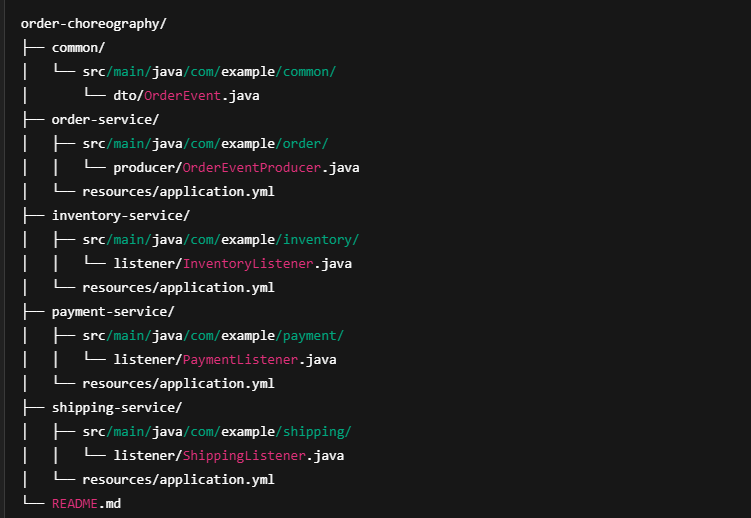 order-choreography/
├── common/
│   └── src/main/java/com/example/common/
│       └── dto/OrderEvent.java
├── order-service/
│   ├── src/main/java/com/example/order/
│   │   └── producer/OrderEventProducer.java
│   └── resources/application.yml
├── inventory-service/
│   ├── src/main/java/com/example/inventory/
│   │   └── listener/InventoryListener.java
│   └── resources/application.yml
├── payment-service/
│   ├── src/main/java/com/example/payment/
│   │   └── listener/PaymentListener.java
│   └── resources/application.yml
├── shipping-service/
│   ├── src/main/java/com/example/shipping/
│   │   └── listener/ShippingListener.java
│   └── resources/application.yml
└── README.md